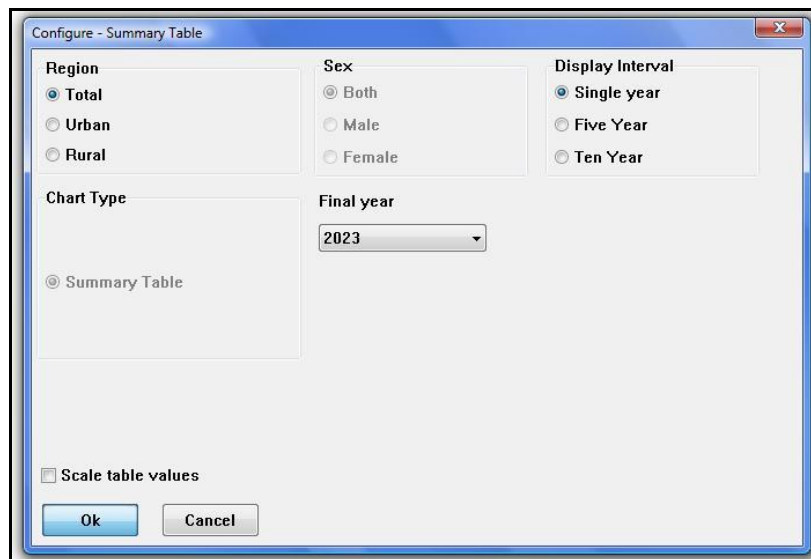 Configure - Summary Table
Region
Total
Urban
Rural
Sex
Both
Male
Female
Display Interval
Single year
Five Year
Ten Year
Chart Type
Summary Table
Final year
2023
Scale table values
Ok
Cancel